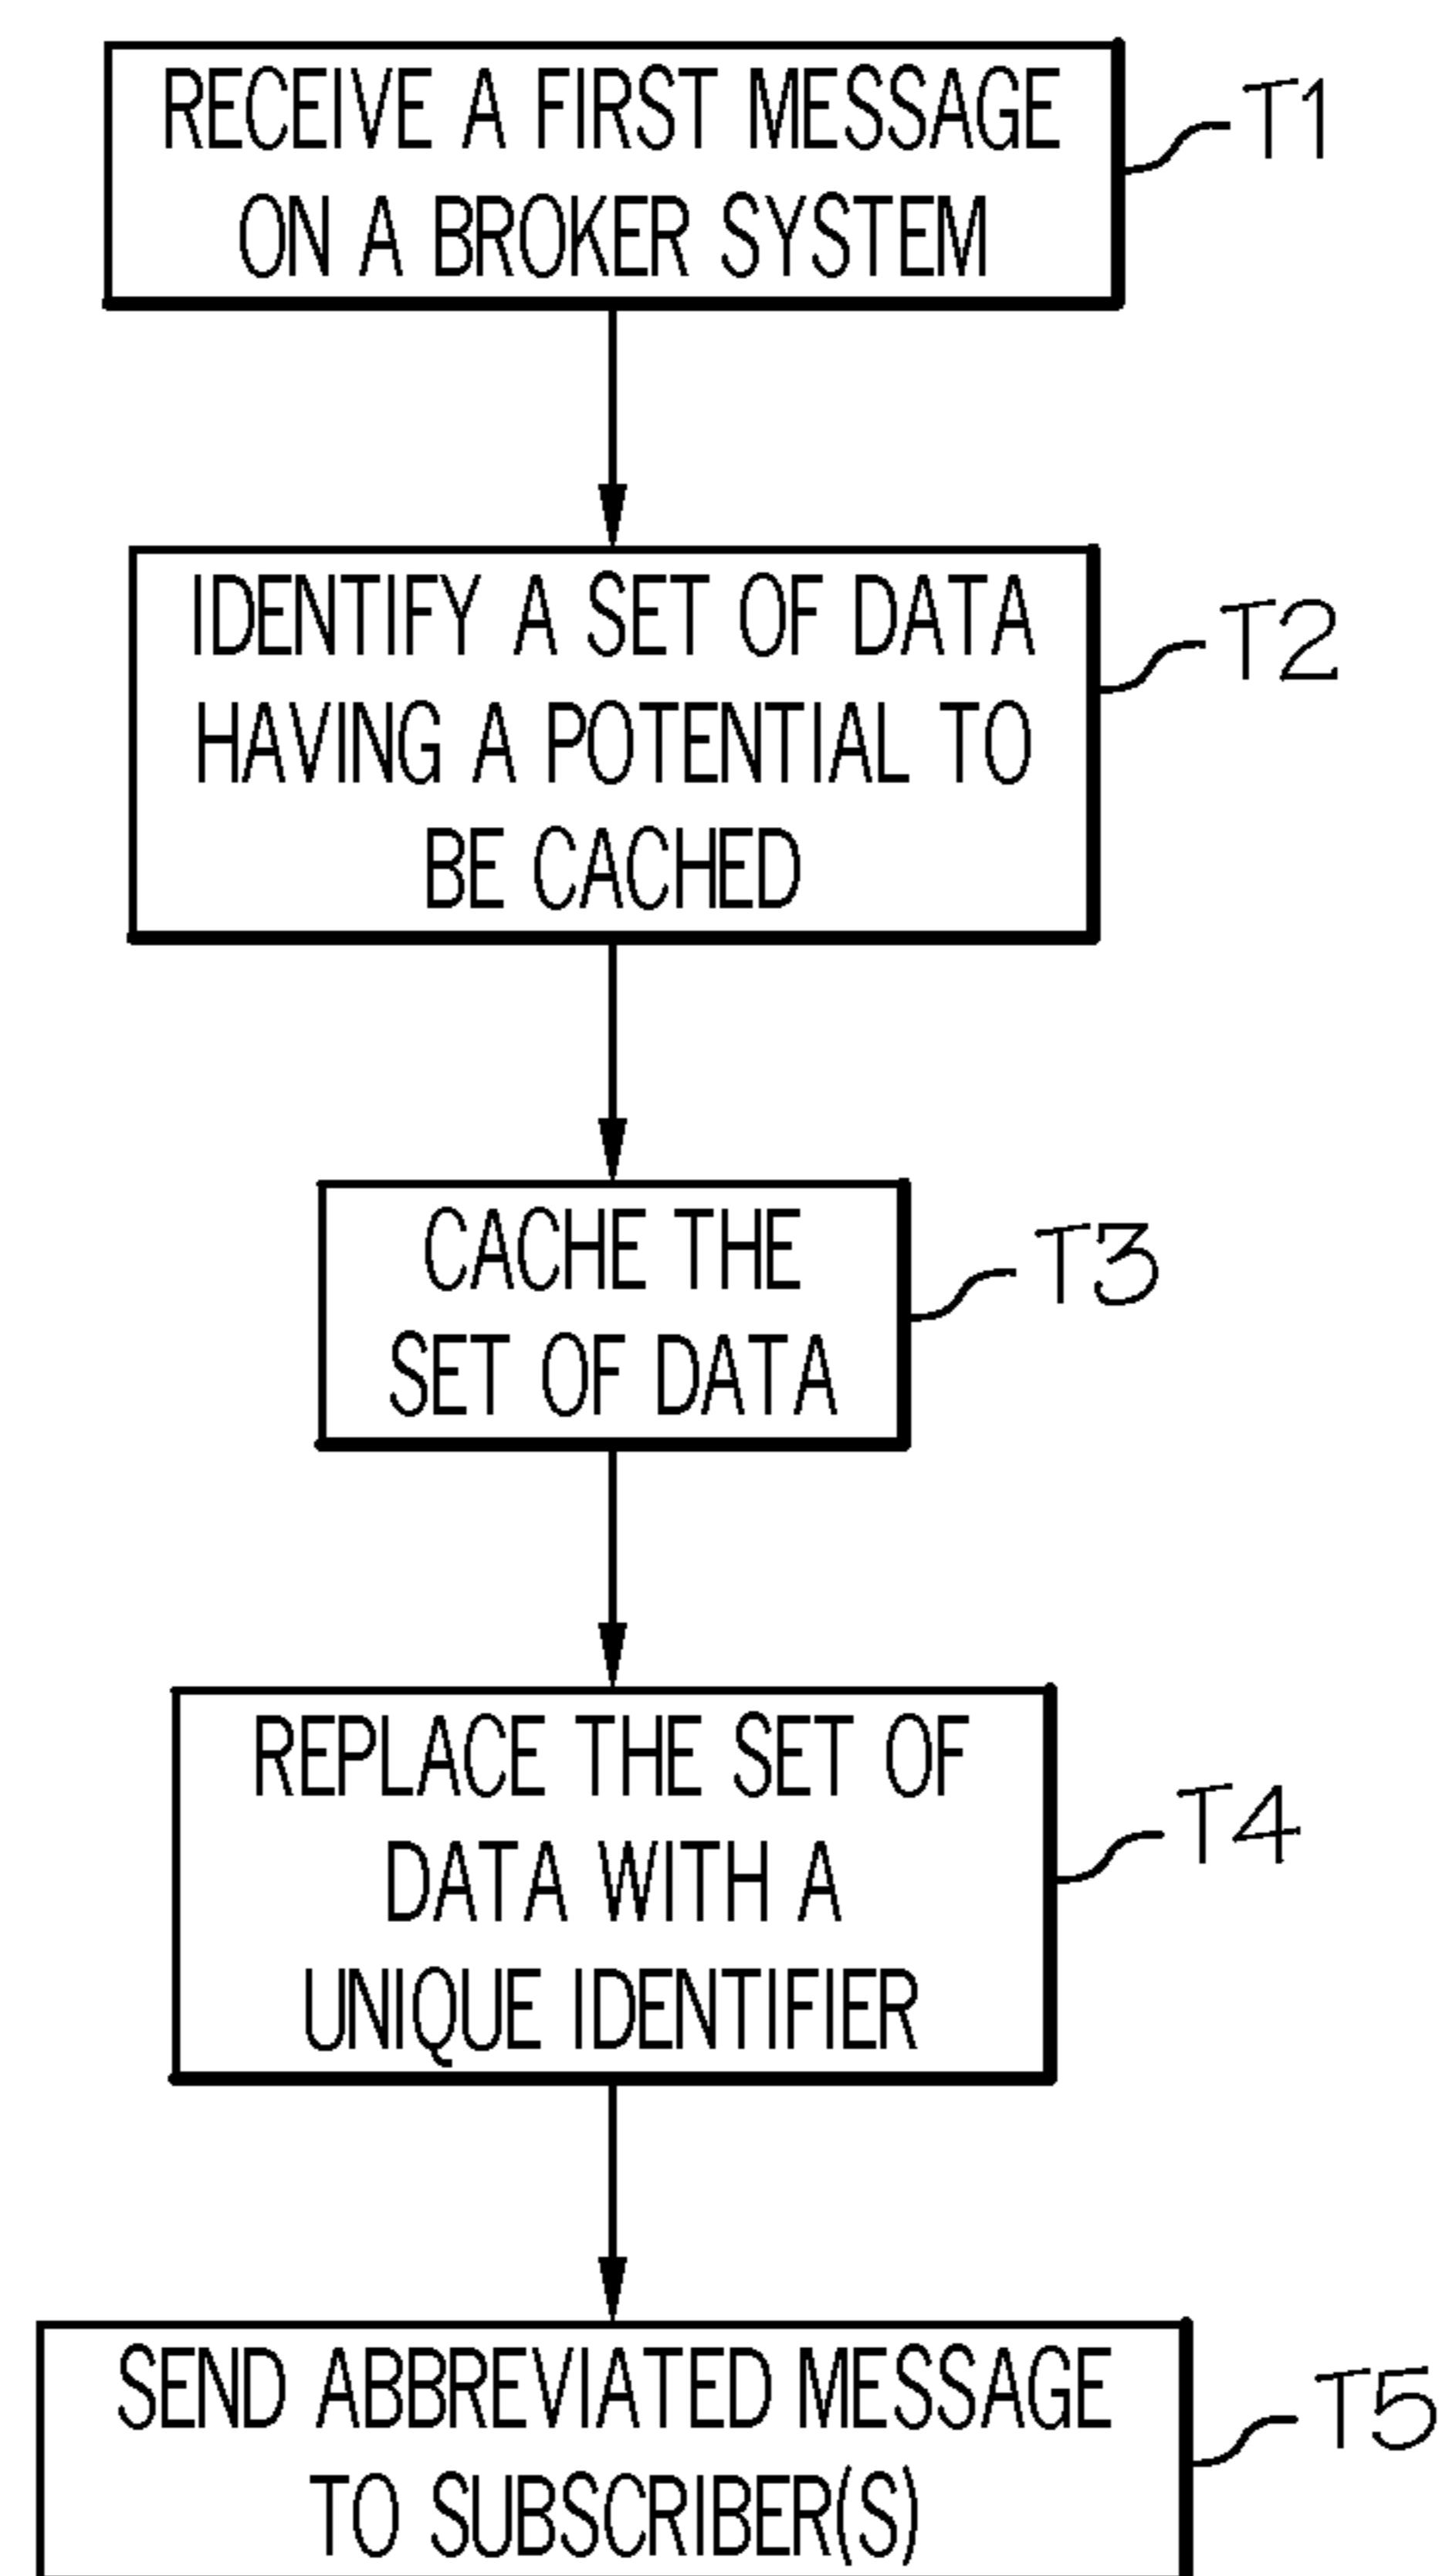 RECEIVE A FIRST MESSAGE
ON A BROKER SYSTEM
T1
IDENTIFY A SET OF DATA
HAVING A POTENTIAL TO
BE CACHED
T2
CACHE THE
SET OF DATA
T3
REPLACE THE SET OF
DATA WITH A
UNIQUE IDENTIFIER
T4
SEND ABBREVIATED MESSAGE
TO SUBSCRIBER(S)
T5